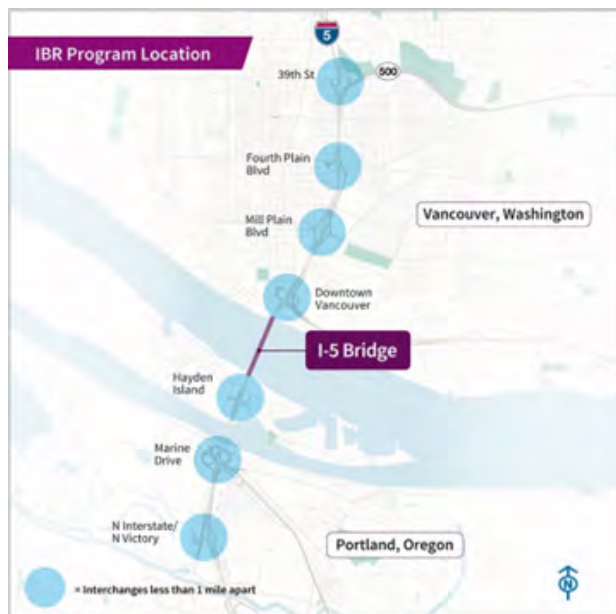 IBR Program Location
5
39th St
500
Fourth Plain
Blvd
Mill Plain
Blvd
Vancouver, Washington
Downtown
Vancouver
I-5 Bridge
Hayden
Island
Marine
Drive
N Interstate/
N Victory
Portland, Oregon
= Interchanges less than 1 mile apart